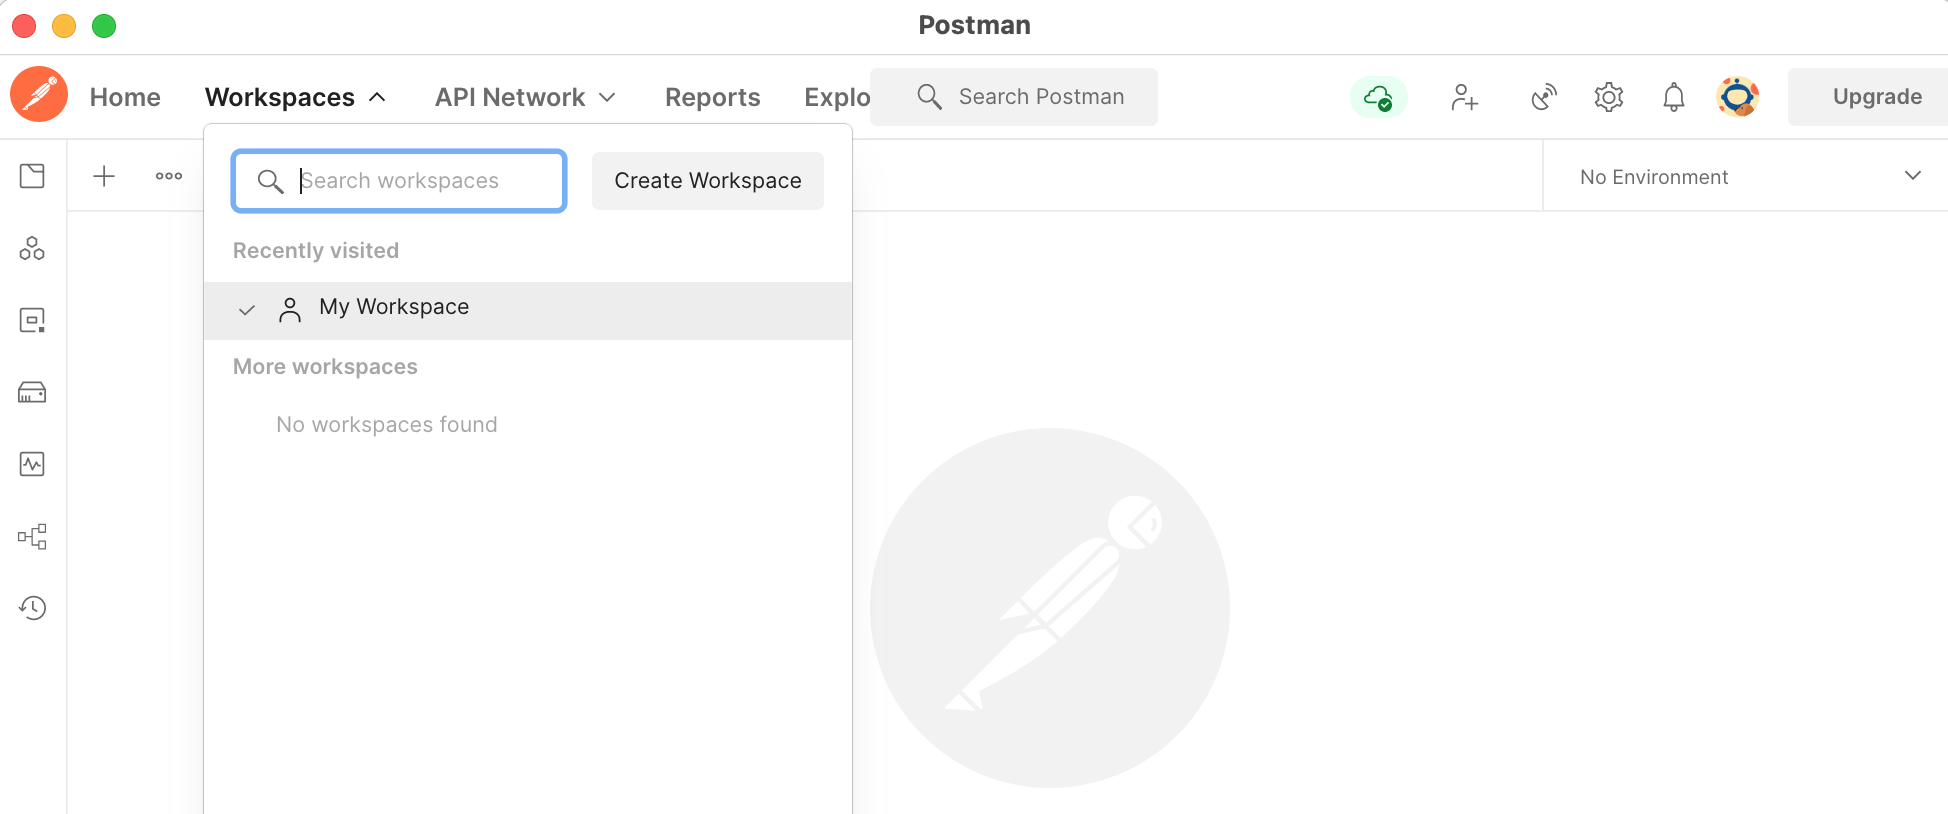 Postman
Home Workspaces API Network Reports Explo Search Postman Upgrade
Search workspaces Create Workspace No Environment
Recently visited
My Workspace
More workspaces
No workspaces found